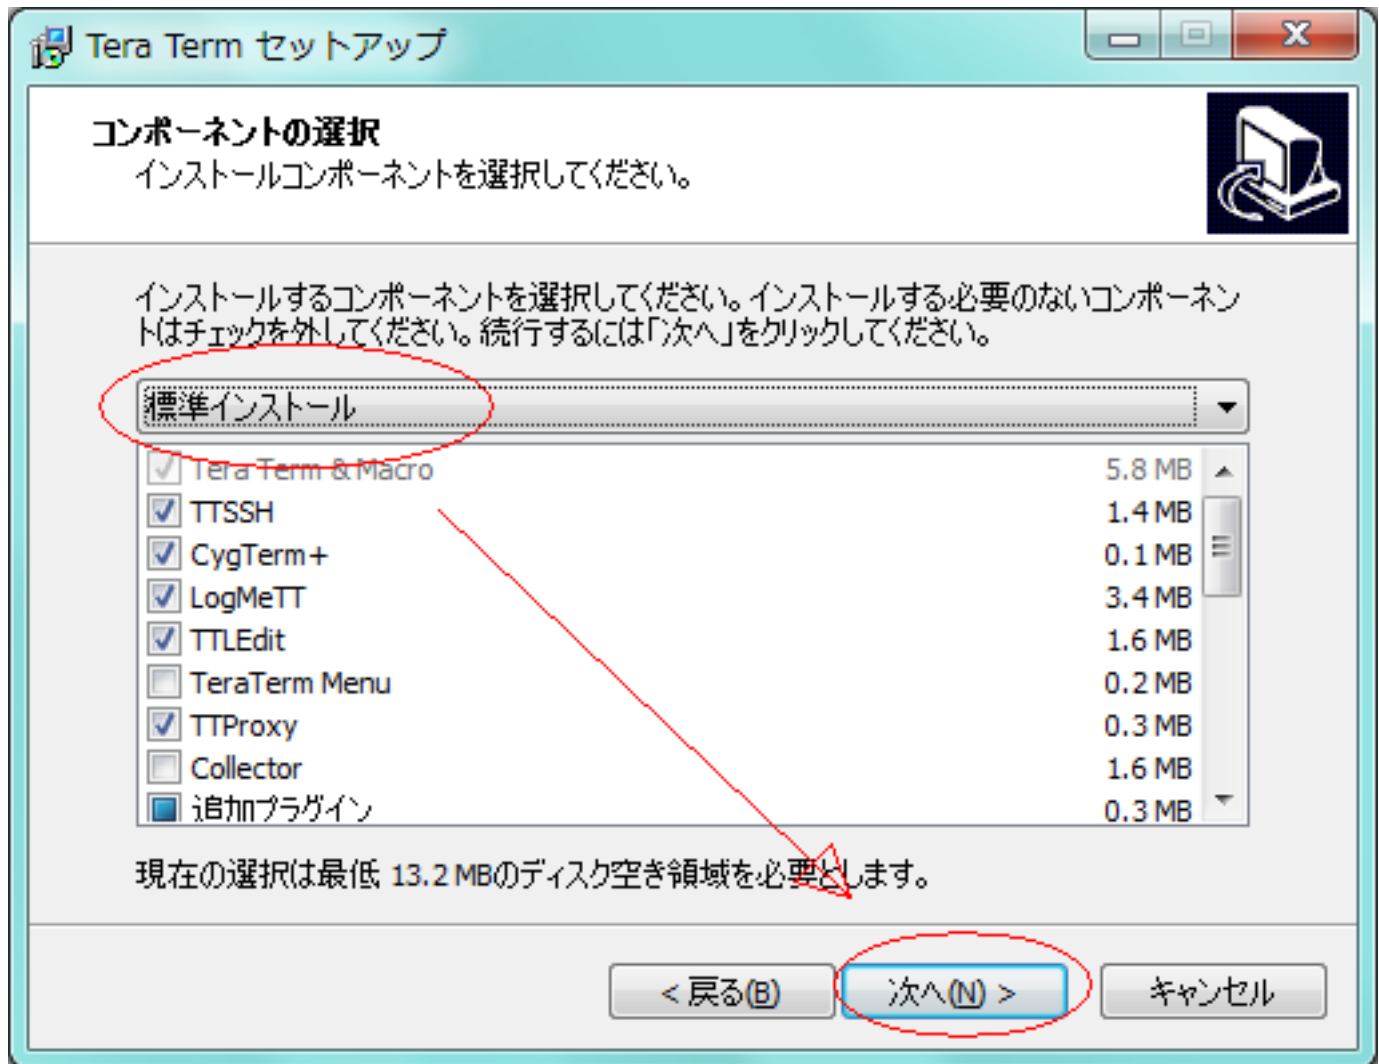 Tera Term セットアップ
コンポーネントの選択
インストールコンポーネントを選択してください。
インストールするコンポーネントを選択してください。インストールする必要のないコンポーネン
トはチェックを外してください。続行するには「次へ」をクリックしてください。
標準インストール
Tera Term & Macro 5.8 MB
TTSSH 1.4 MB
CygTerm+ 0.1 MB
LogMeTT 3.4 MB
TTLEdit 1.6 MB
TeraTerm Menu 0.2 MB
TTProxy 0.3 MB
Collector 1.6 MB
追加プラグイン 0.3 MB
現在の選択は最低 13.2 MBのディスク空き領域を必要とします。
< 戻る(B) 次へ(N) > キャンセル